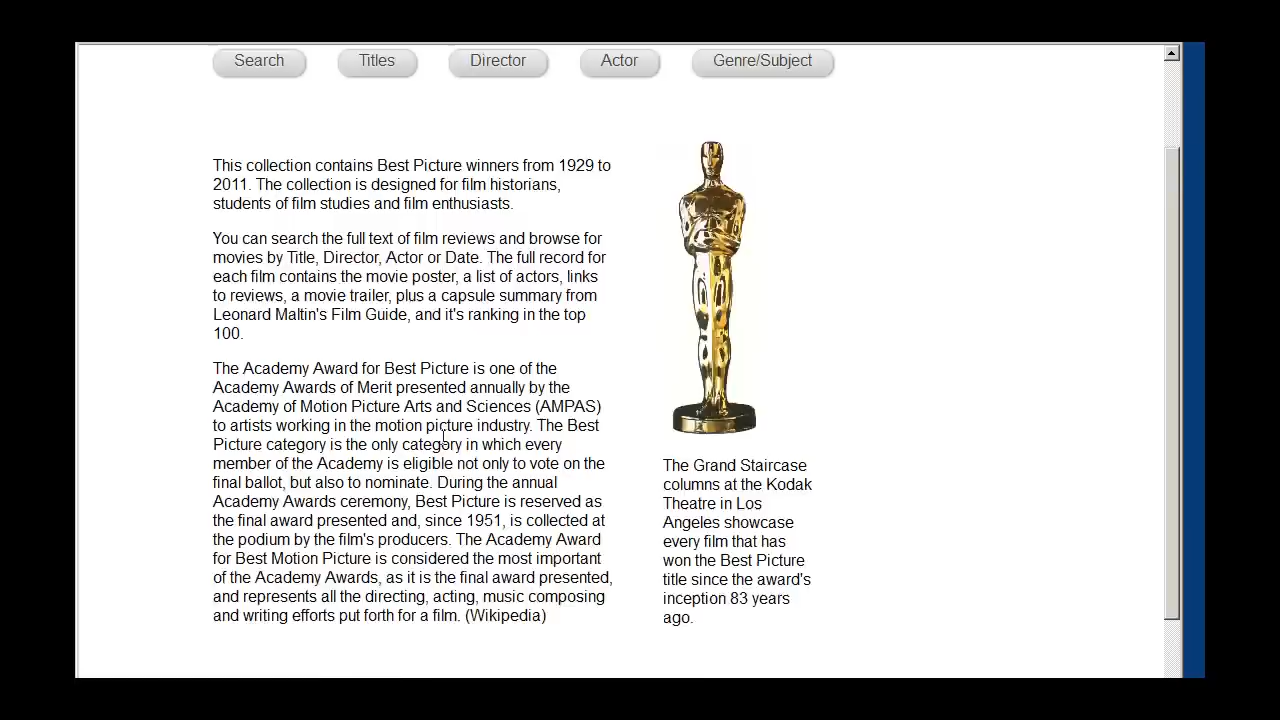 Search
Titles
Director
Actor
Genre/Subject
This collection contains Best Picture winners from 1929 to
2011. The collection is designed for film historians,
students of film studies and film enthusiasts.
You can search the full text of film reviews and browse for
movies by Title, Director, Actor or Date. The full record for
each film contains the movie poster, a list of actors, links
to reviews, a movie trailer, plus a capsule summary from
Leonard Maltin's Film Guide, and it's ranking in the top
100.
The Academy Award for Best Picture is one of the
Academy Awards of Merit presented annually by the
Academy of Motion Picture Arts and Sciences (AMPAS)
to artists working in the motion picture industry. The Best
Picture category is the only category in which every
member of the Academy is eligible not only to vote on the
final ballot, but also to nominate. During the annual
Academy Awards ceremony, Best Picture is reserved as
the final award presented and, since 1951, is collected at
the podium by the film's producers. The Academy Award
for Best Motion Picture is considered the most important
of the Academy Awards, as it is the final award presented,
and represents all the directing, acting, music composing
and writing efforts put forth for a film. (Wikipedia)
The Grand Staircase
columns at the Kodak
Theatre in Los
Angeles showcase
every film that has
won the Best Picture
title since the award's
inception 83 years
ago.